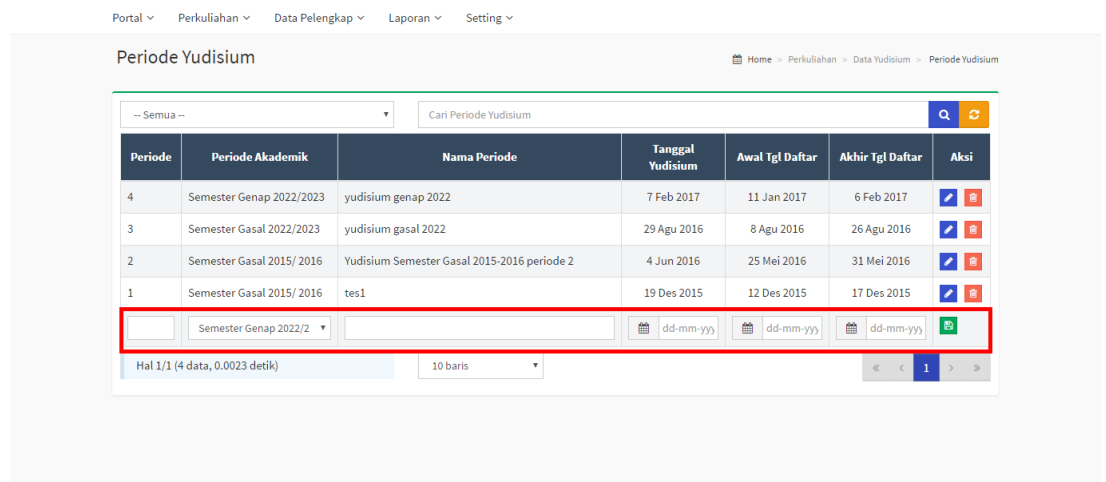 Portal Perkuliahan Data Pelengkap Laporan Setting
Periode Yudisium
Home > Perkuliahan > Data Yudisium > Periode Yudisium
-- Semua -- Cari Periode Yudisium
Periode Periode Akademik Nama Periode Tanggal Yudisium Awal Tgl Daftar Akhir Tgl Daftar Aksi
4 Semester Genap 2022/2023 yudisium genap 2022 7 Feb 2017 11 Jan 2017 6 Feb 2017
3 Semester Gasal 2022/2023 yudisium gasal 2022 29 Agu 2016 8 Agu 2016 26 Agu 2016
2 Semester Gasal 2015/ 2016 Yudisium Semester Gasal 2015-2016 periode 2 4 Jun 2016 25 Mei 2016 31 Mei 2016
1 Semester Gasal 2015/ 2016 tes1 19 Des 2015 12 Des 2015 17 Des 2015
Semester Genap 2022/2 dd-mm-yyy dd-mm-yyy dd-mm-yyy
Hal 1/1 (4 data, 0.0023 detik) 10 baris « < 1 > »